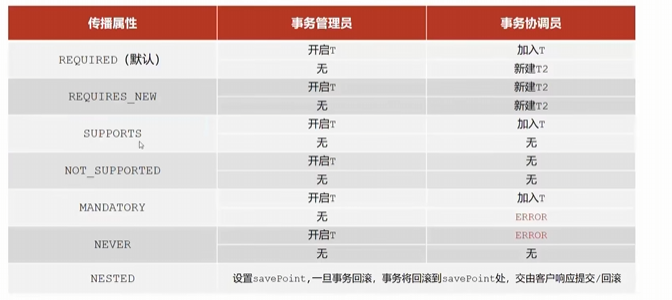 传播属性 事务管理员 事务协调员
REQUIRED（默认） 开启T 加入T
无 新建T2
REQUIRES_NEW 开启T 新建T2
无 新建T2
SUPPORTS 开启T 加入T
无 无
NOT_SUPPORTED 开启T 无
无 无
MANDATORY 开启T 加入T
无 ERROR
NEVER 开启T ERROR
无 无
NESTED 设置savePoint,一旦事务回滚，事务将回滚到savePoint处，交由客户响应提交/回滚